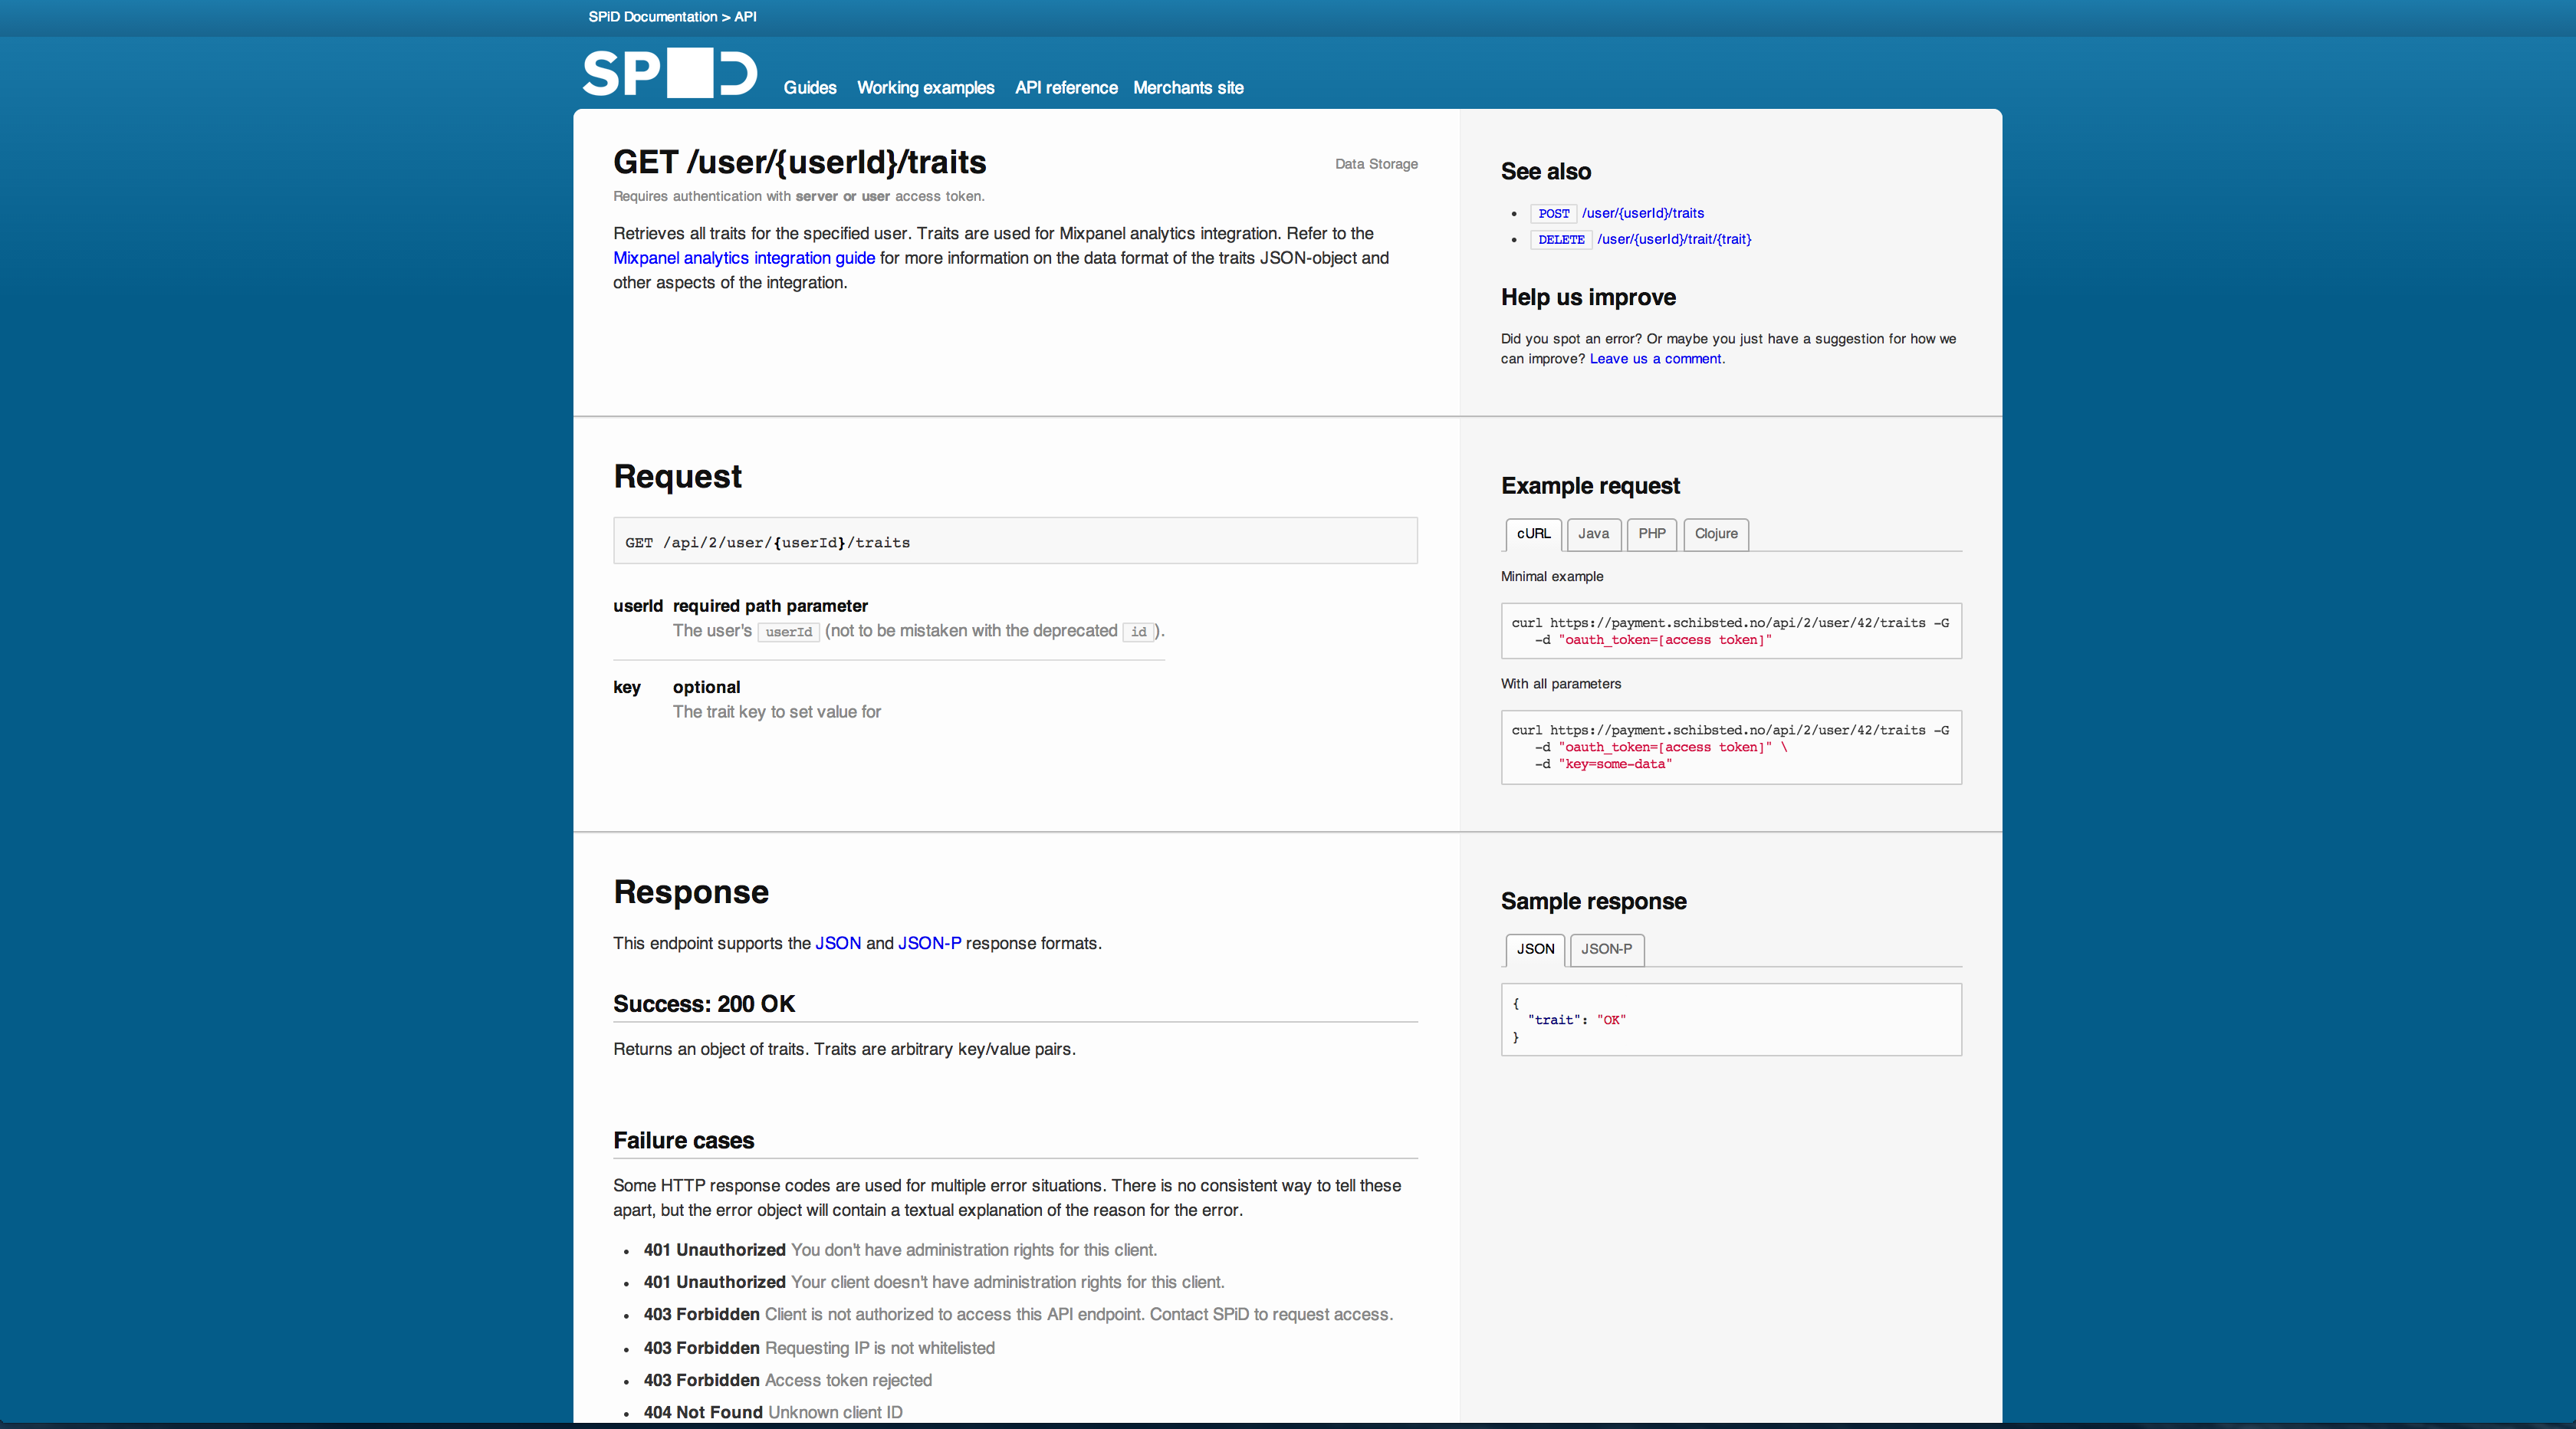 SPiD Documentation > API
SPiD
Guides Working examples API reference Merchants site
GET /user/{userId}/traits
Data Storage
Requires authentication with server or user access token.
Retrieves all traits for the specified user. Traits are used for Mixpanel analytics integration. Refer to the
Mixpanel analytics integration guide for more information on the data format of the traits JSON-object and
other aspects of the integration.
See also
• POST /user/{userId}/traits
• DELETE /user/{userId}/trait/{trait}
Help us improve
Did you spot an error? Or maybe you just have a suggestion for how we
can improve? Leave us a comment.
Request
GET /api/2/user/{userId}/traits
userId required path parameter
The user's userId (not to be mistaken with the deprecated id).
key optional
The trait key to set value for
Example request
cURL Java PHP Clojure
Minimal example
curl https://payment.schibsted.no/api/2/user/42/traits -G
-d "oauth_token=[access token]"
With all parameters
curl https://payment.schibsted.no/api/2/user/42/traits -G
-d "oauth_token=[access token]" \
-d "key=some-data"
Response
This endpoint supports the JSON and JSON-P response formats.
Success: 200 OK
Returns an object of traits. Traits are arbitrary key/value pairs.
Failure cases
Some HTTP response codes are used for multiple error situations. There is no consistent way to tell these
apart, but the error object will contain a textual explanation of the reason for the error.
• 401 Unauthorized You don't have administration rights for this client.
• 401 Unauthorized Your client doesn't have administration rights for this client.
• 403 Forbidden Client is not authorized to access this API endpoint. Contact SPiD to request access.
• 403 Forbidden Requesting IP is not whitelisted
• 403 Forbidden Access token rejected
• 404 Not Found Unknown client ID
Sample response
JSON JSON-P
{
"trait": "OK"
}